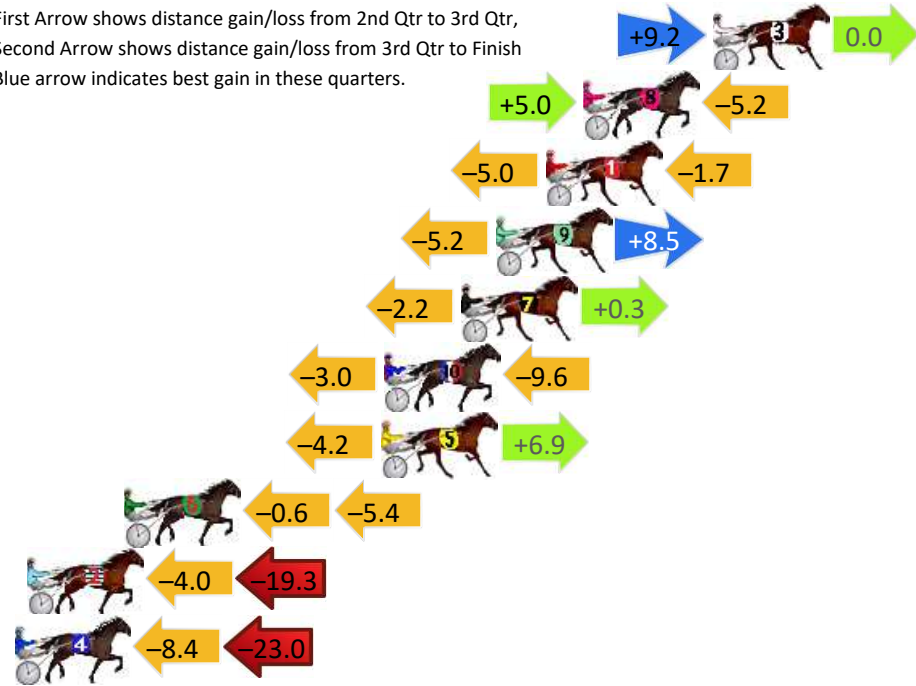 First Arrow shows distance gain/loss from 2nd Qtr to 3rd Qtr,
Second Arrow shows distance gain/loss from 3rd Qtr to Finish
Blue arrow indicates best gain in these quarters.
+9.2 3 0.0
+5.0 8 –5.2
–5.0 1 –1.7
–5.2 9 +8.5
–2.2 7 +0.3
–3.0 10 –9.6
–4.2 5 +6.9
6 –0.6 –5.4
2 –4.0 –19.3
4 –8.4 –23.0